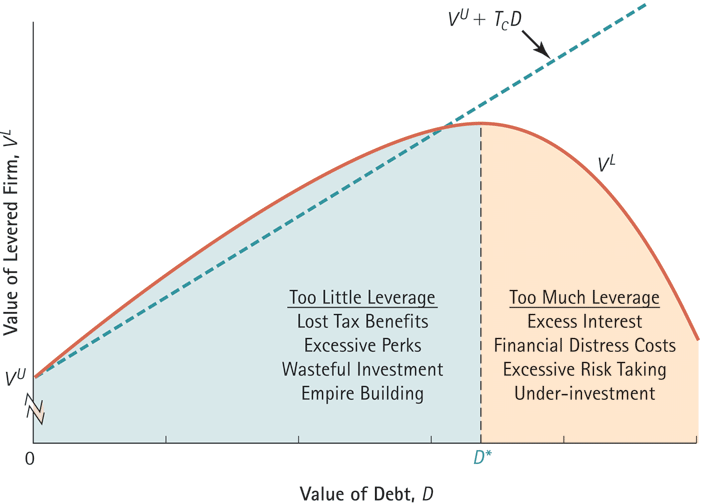 V^U + T_C D
V^L
Value of Levered Firm, V^L
Too Little Leverage
Lost Tax Benefits
Excessive Perks
Wasteful Investment
Empire Building
Too Much Leverage
Excess Interest
Financial Distress Costs
Excessive Risk Taking
Under-investment
V^U
0
D*
Value of Debt, D